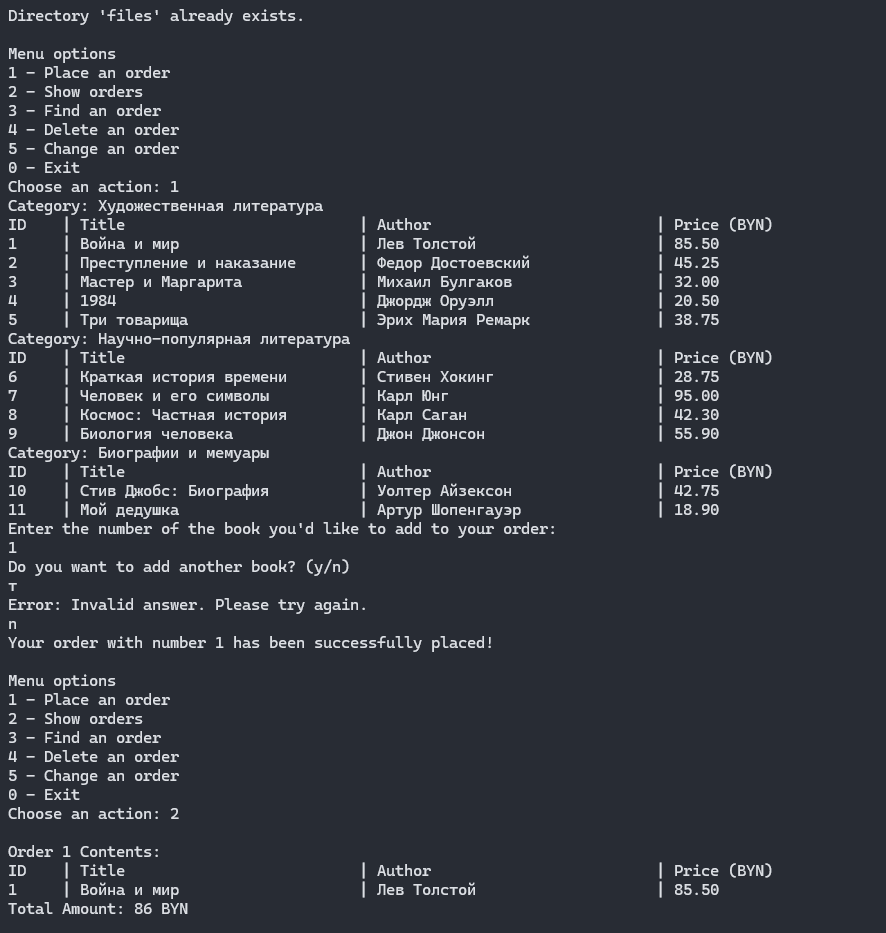 Directory 'files' already exists.

Menu options
1 - Place an order
2 - Show orders
3 - Find an order
4 - Delete an order
5 - Change an order
0 - Exit
Choose an action: 1
Category: Художественная литература
ID    | Title                          | Author                         | Price (BYN)
1     | Война и мир                    | Лев Толстой                    | 85.50
2     | Преступление и наказание       | Федор Достоевский              | 45.25
3     | Мастер и Маргарита             | Михаил Булгаков                | 32.00
4     | 1984                           | Джордж Оруэлл                  | 20.50
5     | Три товарища                   | Эрих Мария Ремарк              | 38.75
Category: Научно-популярная литература
ID    | Title                          | Author                         | Price (BYN)
6     | Краткая история времени        | Стивен Хокинг                  | 28.75
7     | Человек и его символы          | Карл Юнг                       | 95.00
8     | Космос: Частная история        | Карл Саган                     | 42.30
9     | Биология человека              | Джон Джонсон                   | 55.90
Category: Биографии и мемуары
ID    | Title                          | Author                         | Price (BYN)
10    | Стив Джобс: Биография          | Уолтер Айзексон                | 42.75
11    | Мой дедушка                    | Артур Шопенгауэр               | 18.90
Enter the number of the book you'd like to add to your order:
1
Do you want to add another book? (y/n)
т
Error: Invalid answer. Please try again.
n
Your order with number 1 has been successfully placed!

Menu options
1 - Place an order
2 - Show orders
3 - Find an order
4 - Delete an order
5 - Change an order
0 - Exit
Choose an action: 2

Order 1 Contents:
ID    | Title                          | Author                         | Price (BYN)
1     | Война и мир                    | Лев Толстой                    | 85.50
Total Amount: 86 BYN